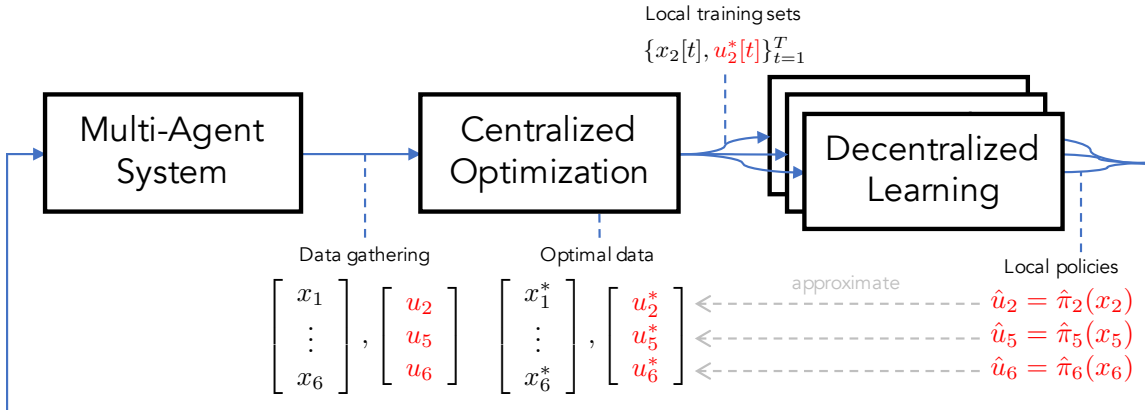 Local training sets
{x₂[t], u₂*[t]}ᵀₜ₌₁
Multi-Agent
System
Centralized
Optimization
Decentralized
Learning
Data gathering
Optimal data
Local policies
approximate
[x₁ ⋮ x₆], [u₂ u₅ u₆]
[x₁* ⋮ x₆*], [u₂* u₅* u₆*]
û₂ = π̂₂(x₂)
û₅ = π̂₅(x₅)
û₆ = π̂₆(x₆)